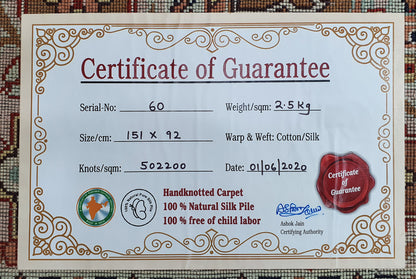 Certificate of Guarantee
Serial-No: 60 Weight/sqm: 2.5kg
Size/cm: 151 x 92 Warp & Weft: Cotton/Silk
Knots/sqm: 502200 Date: 01/06/2020
Handknotted Carpet
100 % Natural Silk Pile
100 % free of child labor
Certificate of Guarantee
Ashok Jain
Certifying Authority